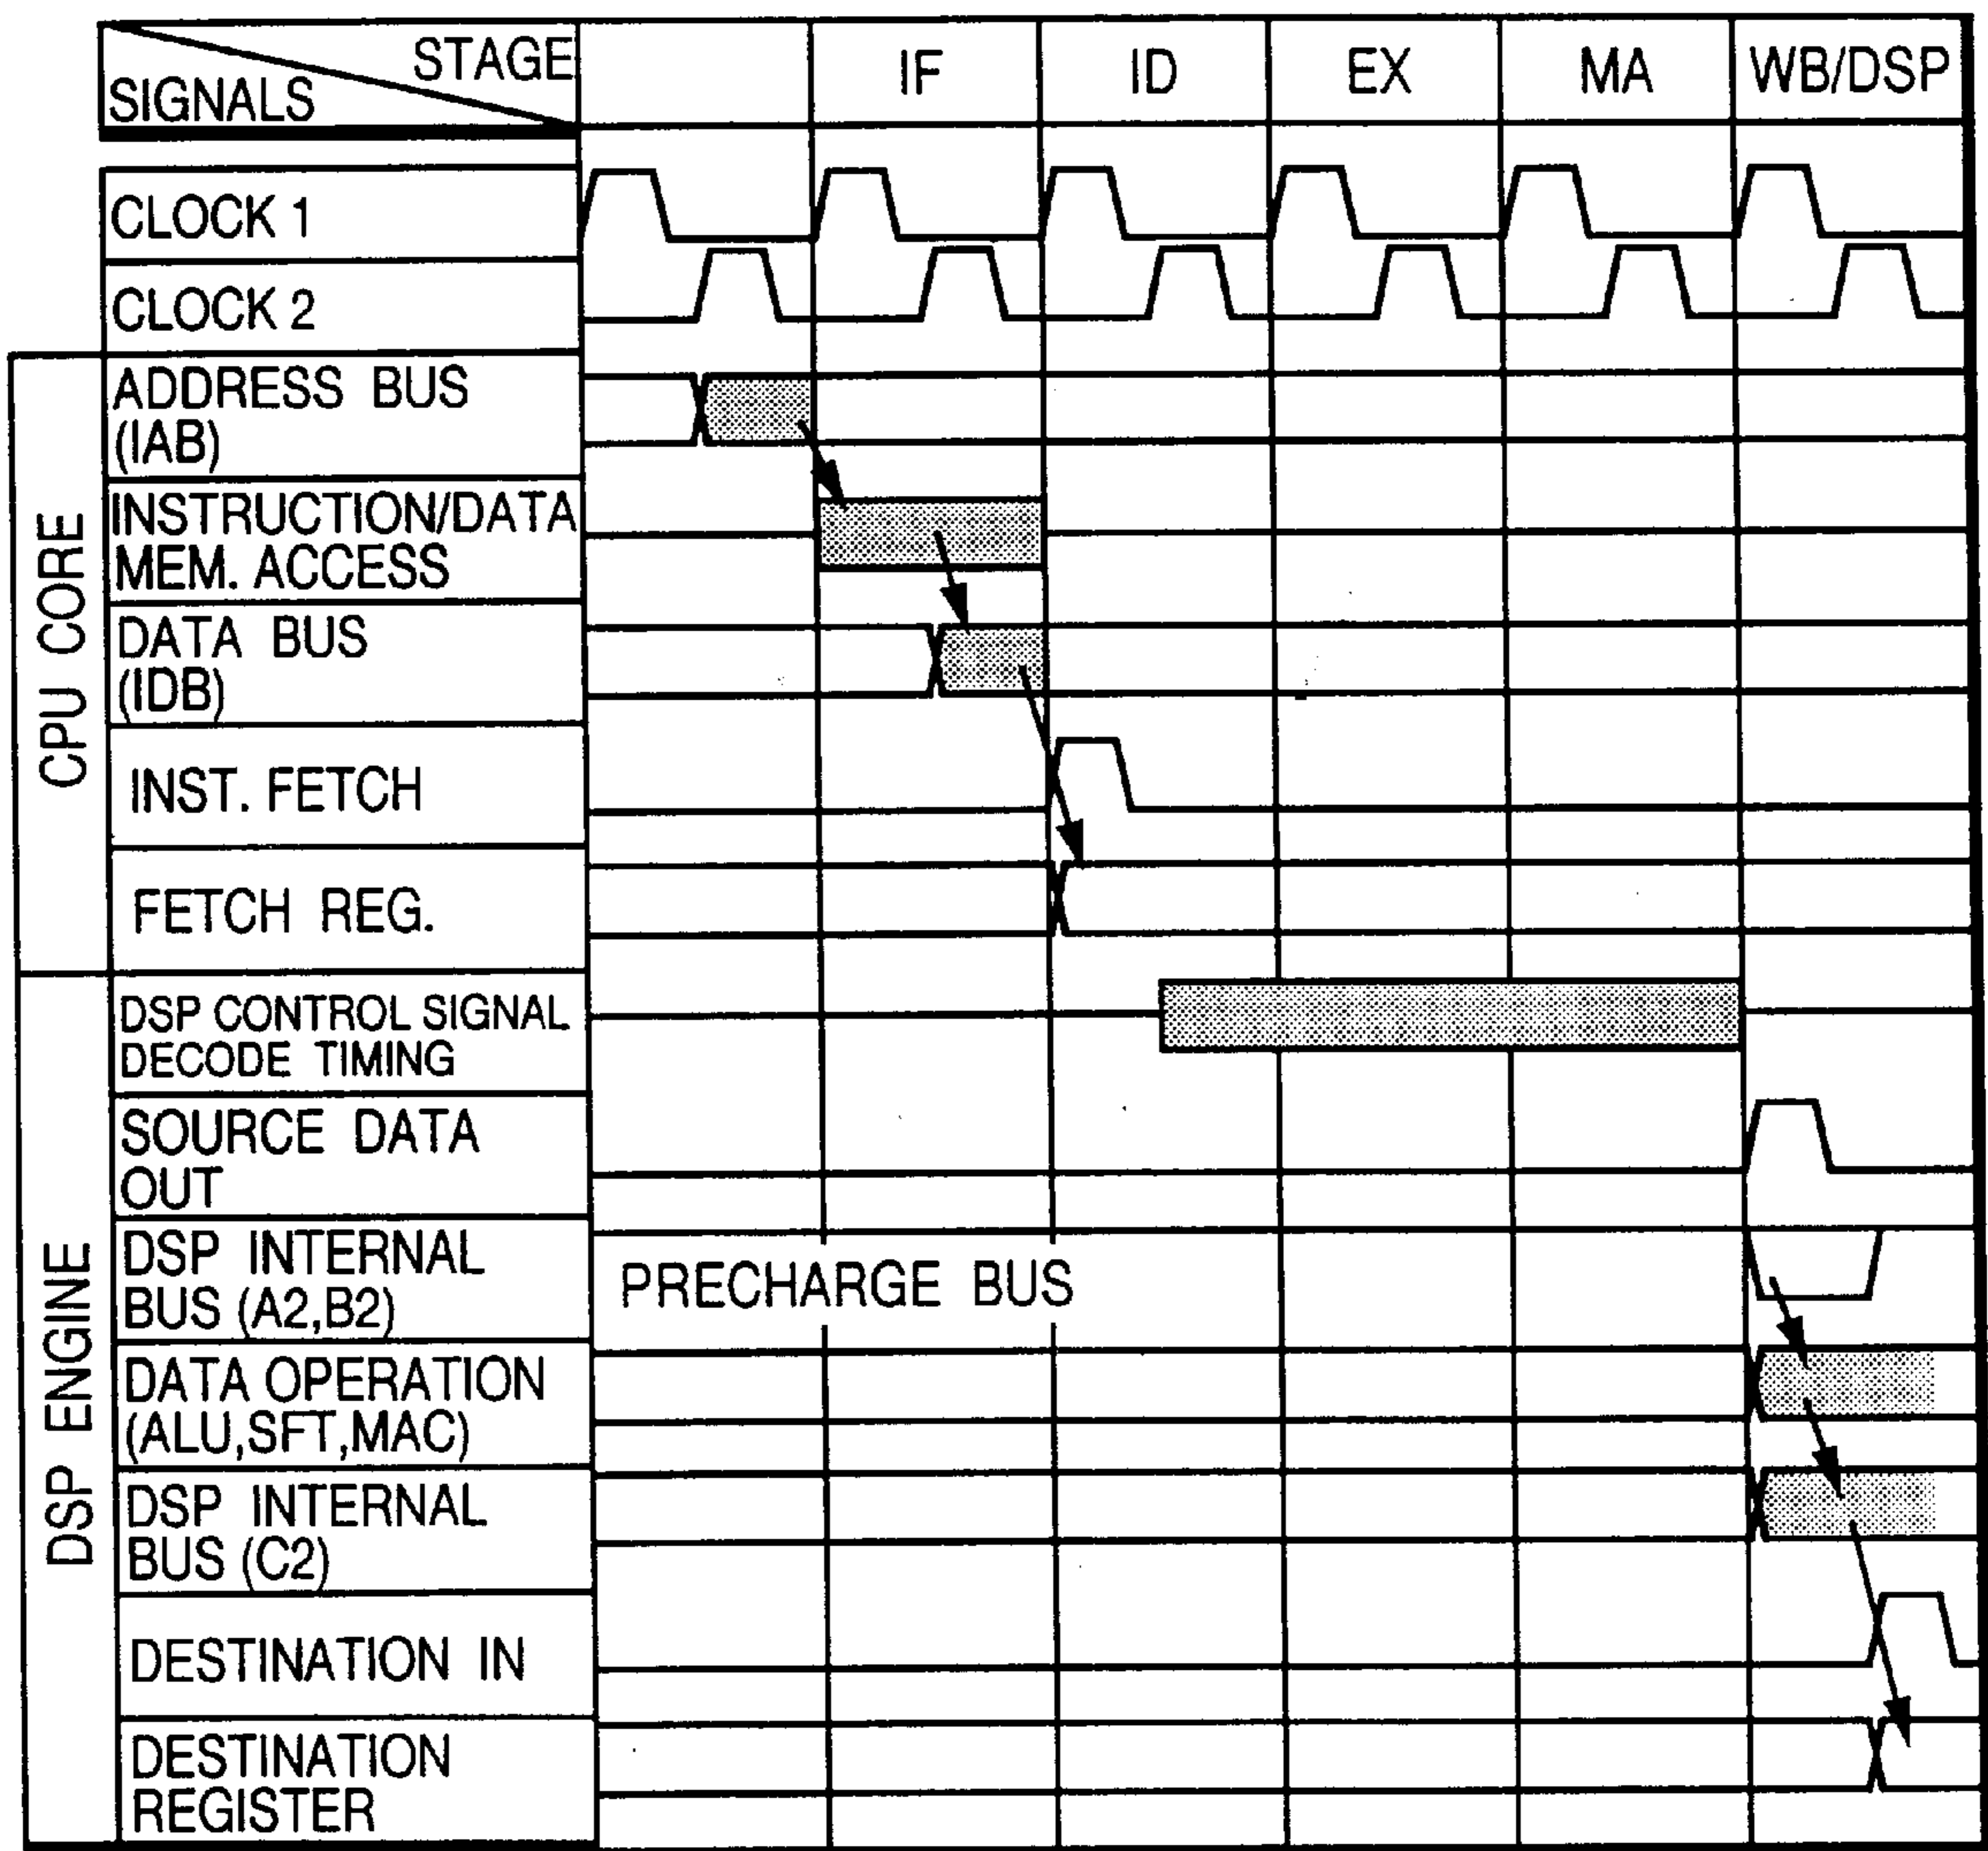 STAGE
SIGNALS
IF
ID
EX
MA
WB/DSP
CLOCK 1
CLOCK 2
CPU CORE
ADDRESS BUS
(IAB)
INSTRUCTION/DATA
MEM. ACCESS
DATA BUS
(IDB)
INST. FETCH
FETCH REG.
DSP ENGINE
DSP CONTROL SIGNAL
DECODE TIMING
SOURCE DATA
OUT
DSP INTERNAL
BUS (A2,B2)
PRECHARGE BUS
DATA OPERATION
(ALU,SFT,MAC)
DSP INTERNAL
BUS (C2)
DESTINATION IN
DESTINATION
REGISTER